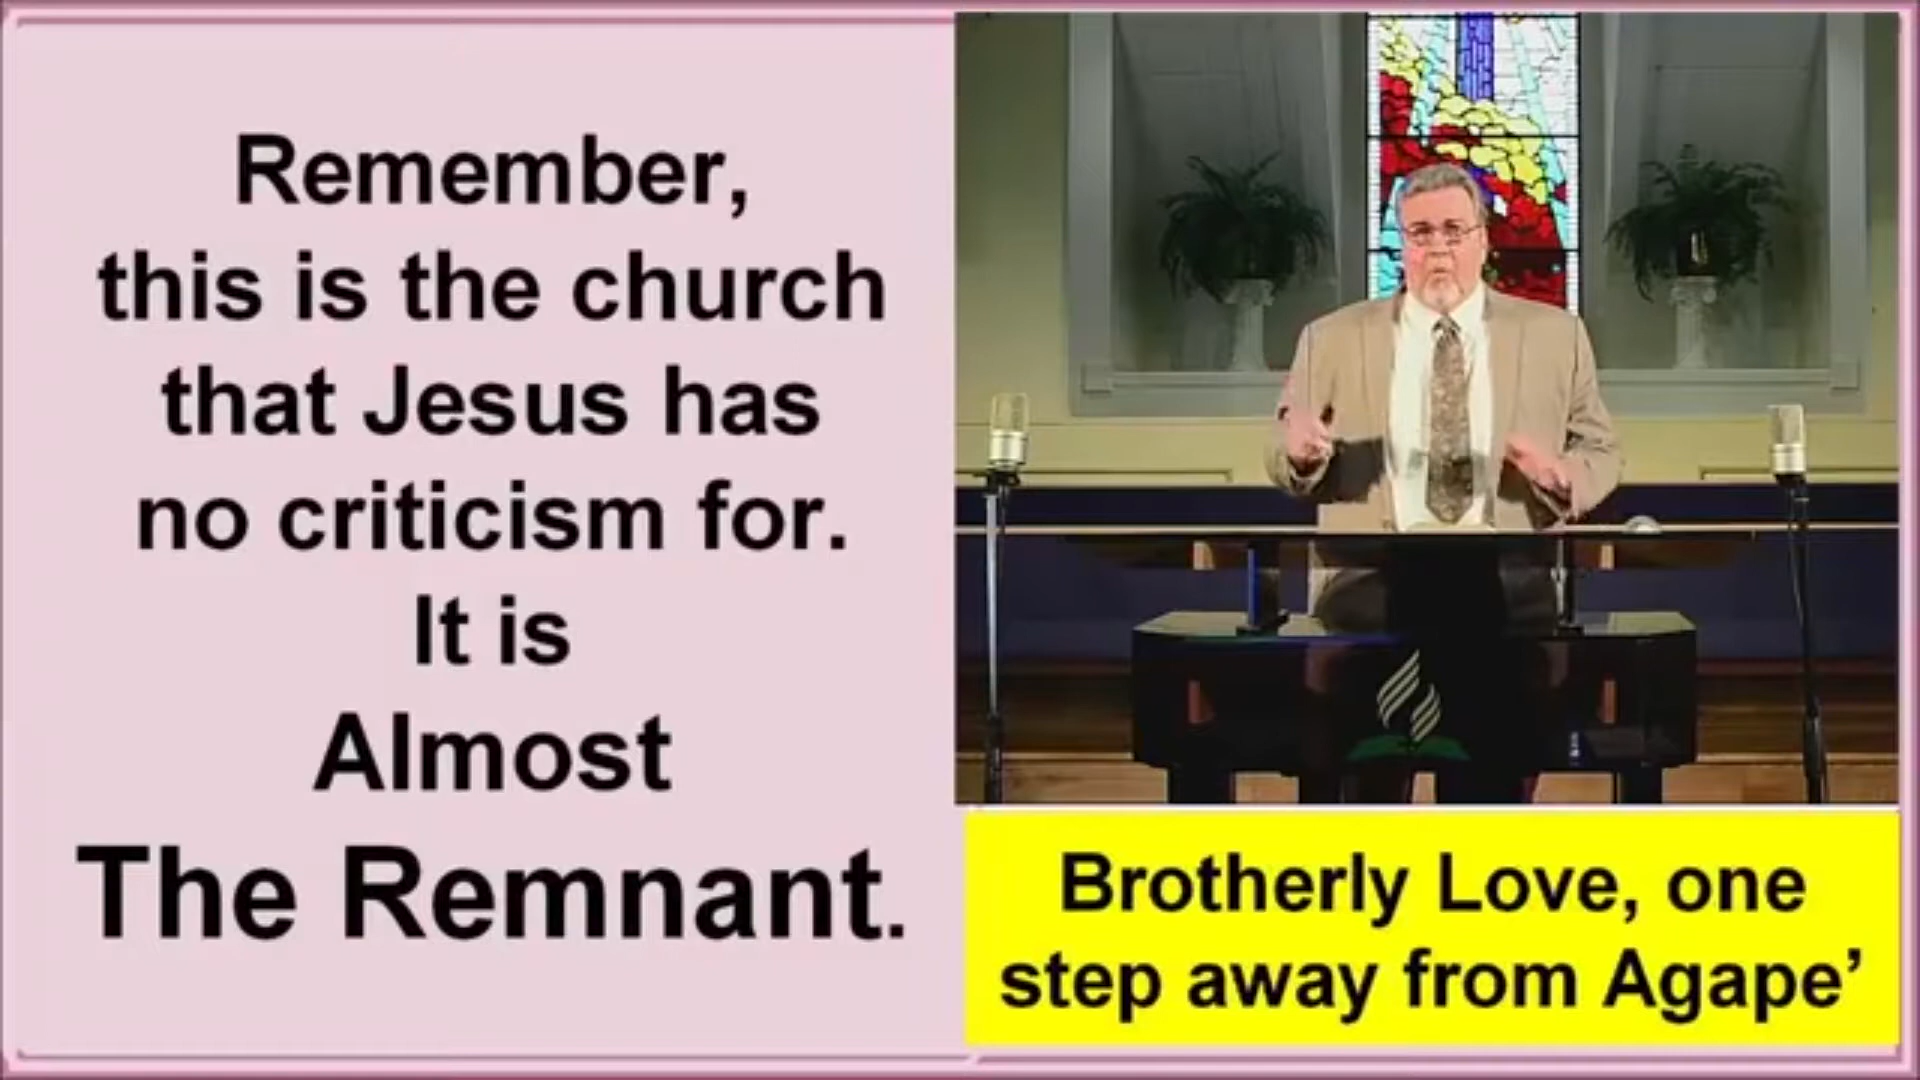 Remember,
this is the church
that Jesus has
no criticism for.
It is
Almost
The Remnant.
Brotherly Love, one
step away from Agape’